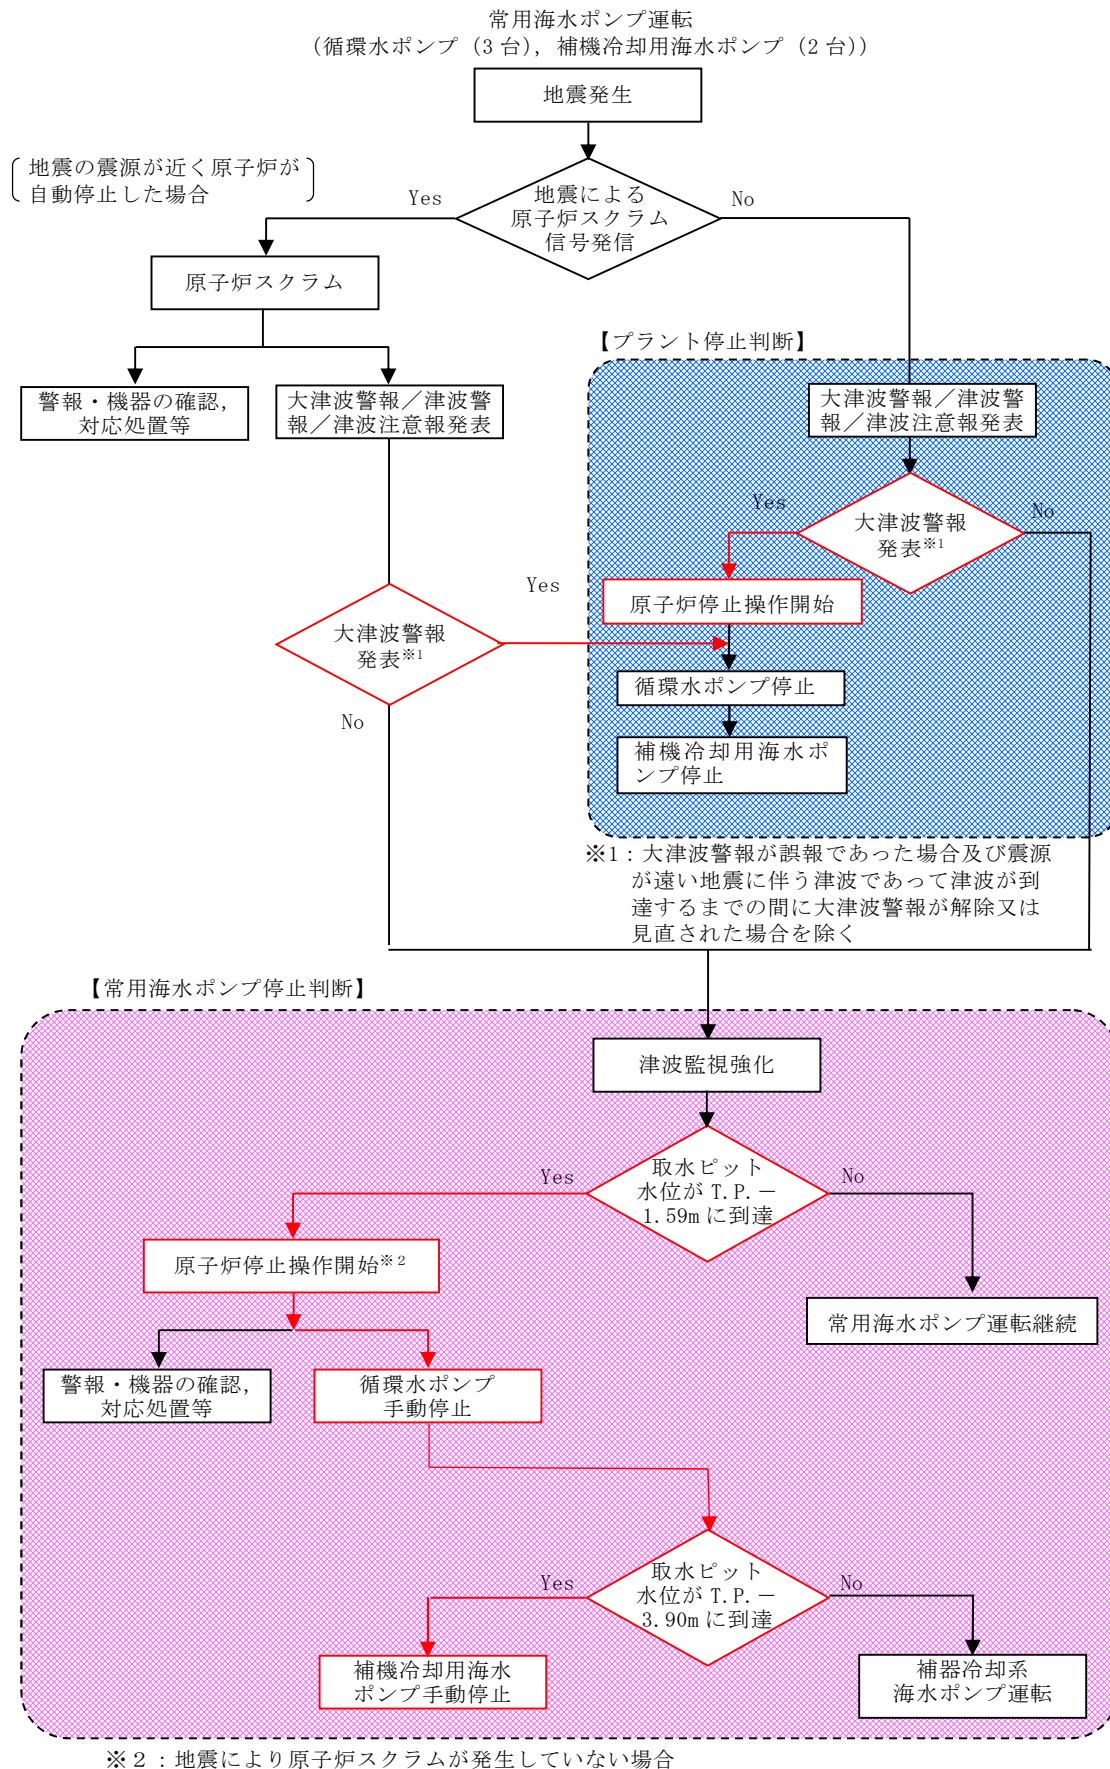 常用海水ポンプ運転
（循環水ポンプ（3 台），補機冷却用海水ポンプ（2 台））
地震発生
地震の震源が近く原子炉が
自動停止した場合
Yes
地震による
原子炉スクラム
信号発信
No
原子炉スクラム
【プラント停止判断】
警報・機器の確認，
対応処置等
大津波警報／津波警
報／津波注意報発表
大津波警報／津波警
報／津波注意報発表
Yes
大津波警報
発表※1
No
原子炉停止操作開始
Yes
大津波警報
発表※1
No
循環水ポンプ停止
補機冷却用海水ポ
ンプ停止
※1：大津波警報が誤報であった場合及び震源
が遠い地震に伴う津波であって津波が到
達するまでの間に大津波警報が解除又は
見直された場合を除く
【常用海水ポンプ停止判断】
津波監視強化
Yes
取水ピット
水位が T.P.－
1.59m に到達
No
原子炉停止操作開始※２
常用海水ポンプ運転継続
警報・機器の確認，
対応処置等
循環水ポンプ
手動停止
Yes
取水ピット
水位が T.P.－
3.90m に到達
No
補機冷却用海水
ポンプ手動停止
補器冷却系
海水ポンプ運転
※２：地震により原子炉スクラムが発生していない場合